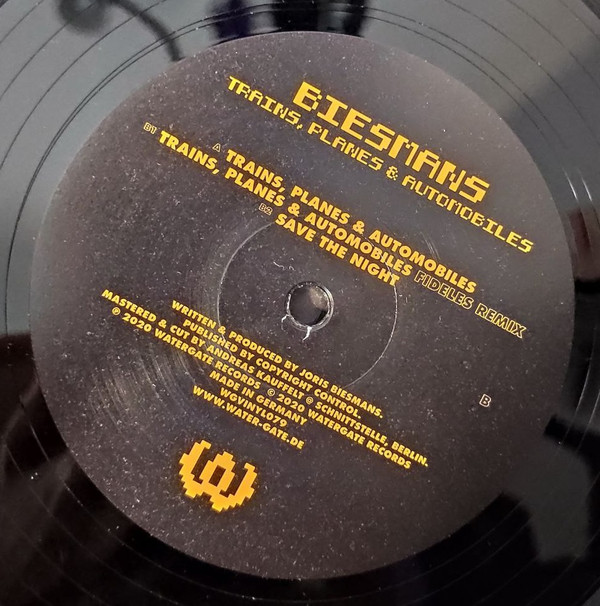 BIESMANS
TRAINS, PLANES & AUTOMOBILES
A TRAINS, PLANES & AUTOMOBILES
B1 TRAINS, PLANES & AUTOMOBILES FIDELES REMIX
B2 SAVE THE NIGHT
B
WRITTEN & PRODUCED BY JORIS BIESMANS.
PUBLISHED BY COPYRIGHT CONTROL.
MASTERED & CUT BY ANDREAS KAUFFELT @ SCHNITTSTELLE, BERLIN.
℗ 2020 WATERGATE RECORDS © 2020 WATERGATE RECORDS
MADE IN GERMANY
WGVINYL079
WWW.WATER-GATE.DE